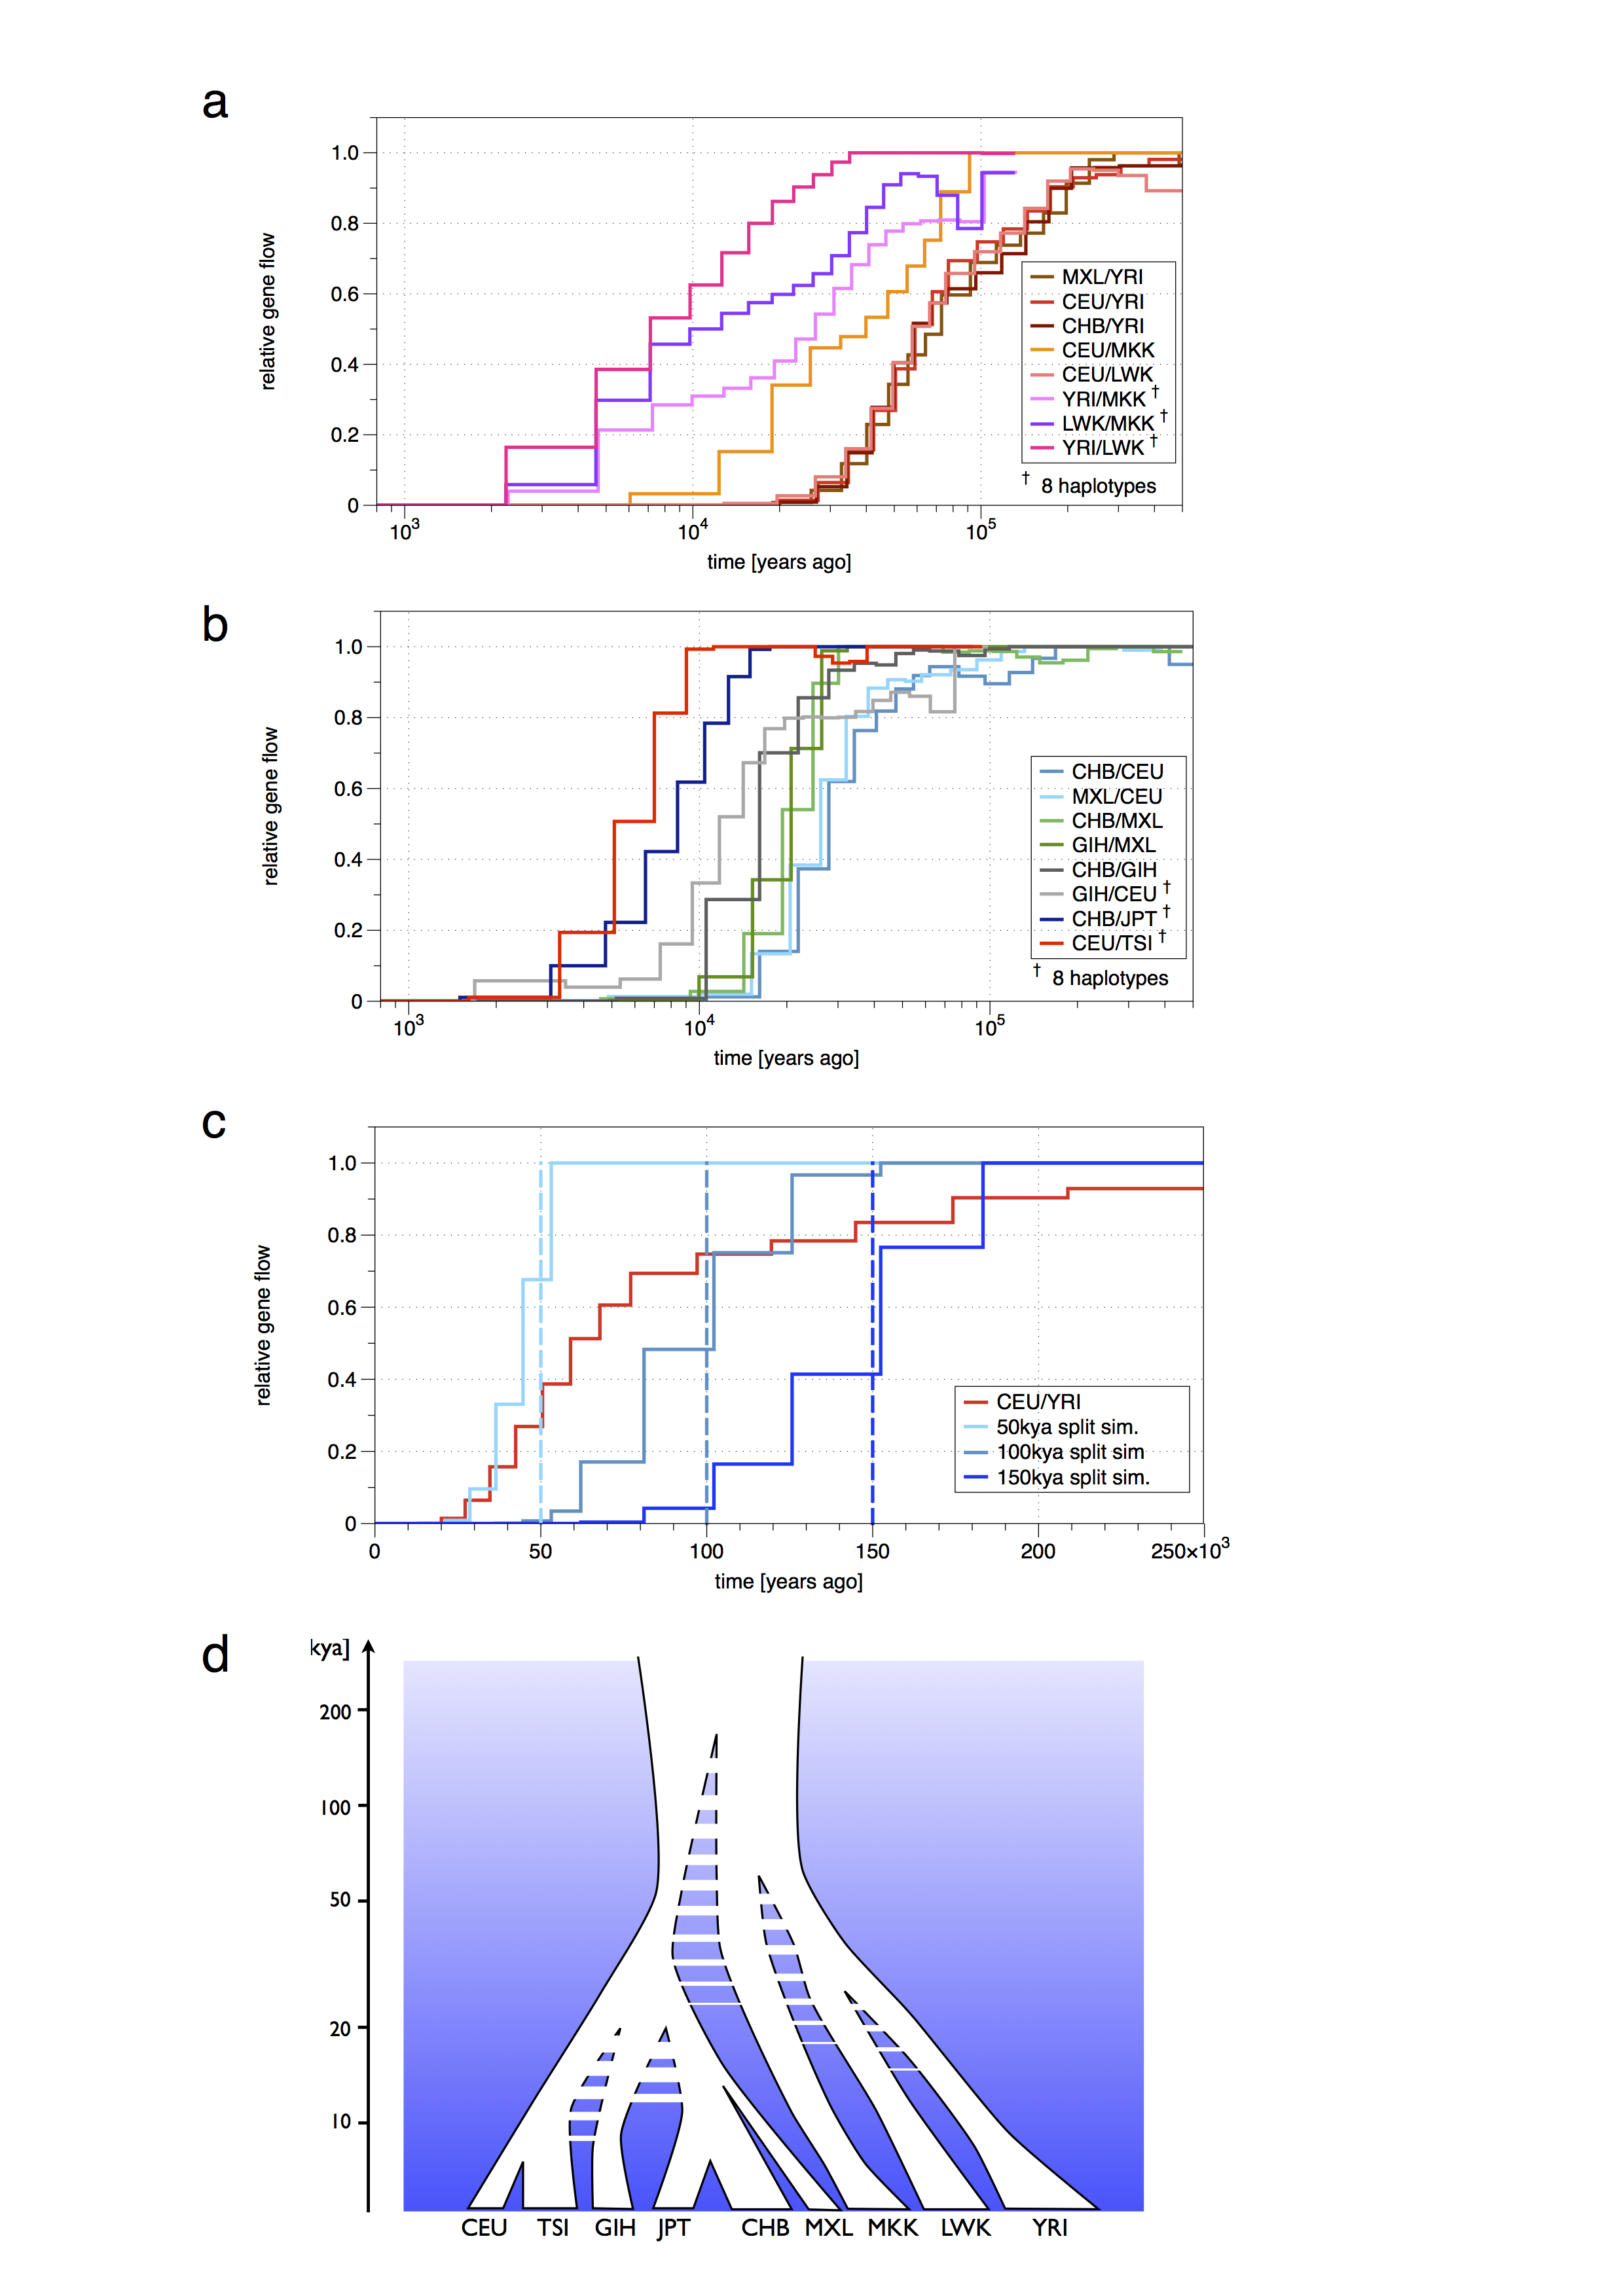 a
1.0
0.8
0.6
0.4
0.2
0
relative gene flow
MXL/YRI
CEU/YRI
CHB/YRI
CEU/MKK
CEU/LWK
YRI/MKK †
LWK/MKK †
YRI/LWK †
† 8 haplotypes
10³ 10⁴ 10⁵
time [years ago]
b
1.0
0.8
0.6
0.4
0.2
0
relative gene flow
CHB/CEU
MXL/CEU
CHB/MXL
GIH/MXL
CHB/GIH
GIH/CEU †
CHB/JPT †
CEU/TSI †
† 8 haplotypes
10³ 10⁴ 10⁵
time [years ago]
c
1.0
0.8
0.6
0.4
0.2
0
relative gene flow
CEU/YRI
50kya split sim.
100kya split sim
150kya split sim.
0 50 100 150 200 250×10³
time [years ago]
d
kya]
200
100
50
20
10
CEU TSI GIH JPT CHB MXL MKK LWK YRI